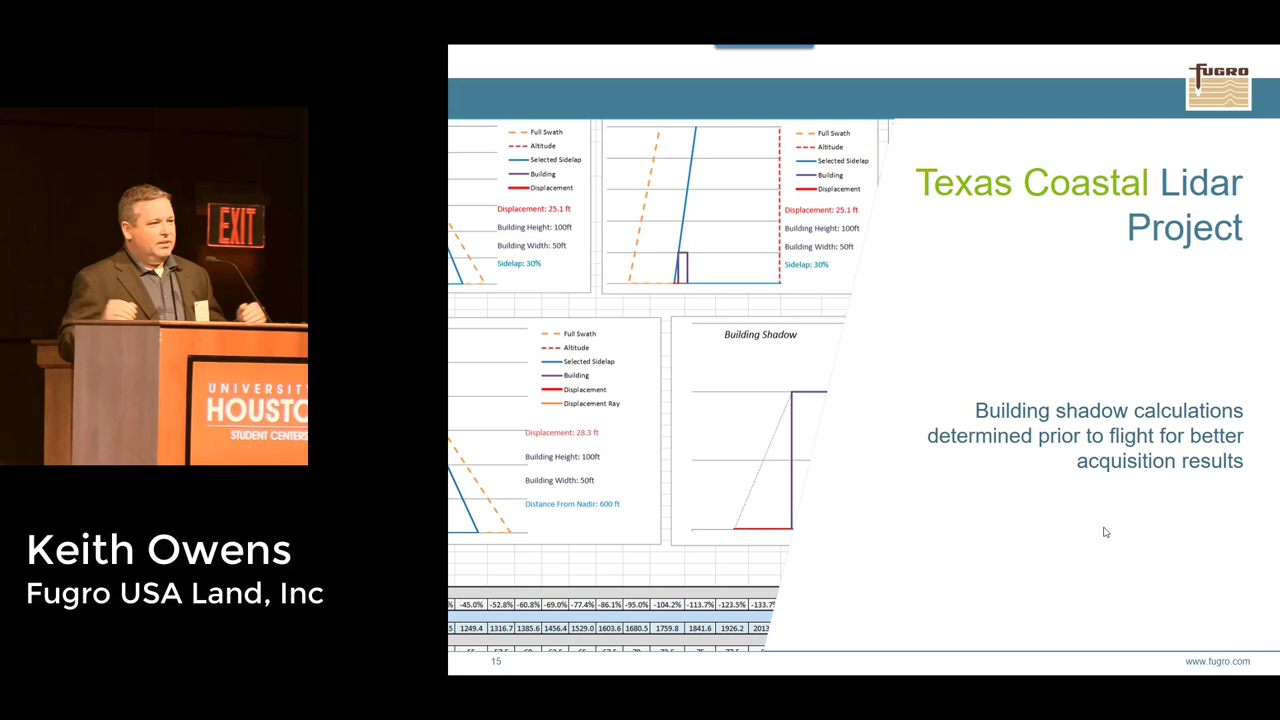 EXIT
UNIVERSITY
HOUSTO
STUDENT CENTERS
Keith Owens
Fugro USA Land, Inc
FUGRO
Texas Coastal Lidar
Project
Building shadow calculations
determined prior to flight for better
acquisition results
Full Swath
Altitude
Selected Sidelap
Building
Displacement
Displacement: 25.1 ft
Building Height: 100ft
Building Width: 50ft
Sidelap: 30%
Full Swath
Altitude
Selected Sidelap
Building
Displacement
Displacement: 25.1 ft
Building Height: 100ft
Building Width: 50ft
Sidelap: 30%
Full Swath
Altitude
Selected Sidelap
Building
Displacement
Displacement Ray
Displacement: 28.3 ft
Building Height: 100ft
Building Width: 50ft
Distance From Nadir: 600 ft
Building Shadow
% -45.0% -52.8% -60.8% -69.0% -77.4% -86.1% -95.0% -104.2% -113.7% -123.5% -133.7
5 1249.4 1316.7 1385.6 1456.4 1529.0 1603.6 1680.5 1759.8 1841.6 1926.2 2013
15
www.fugro.com